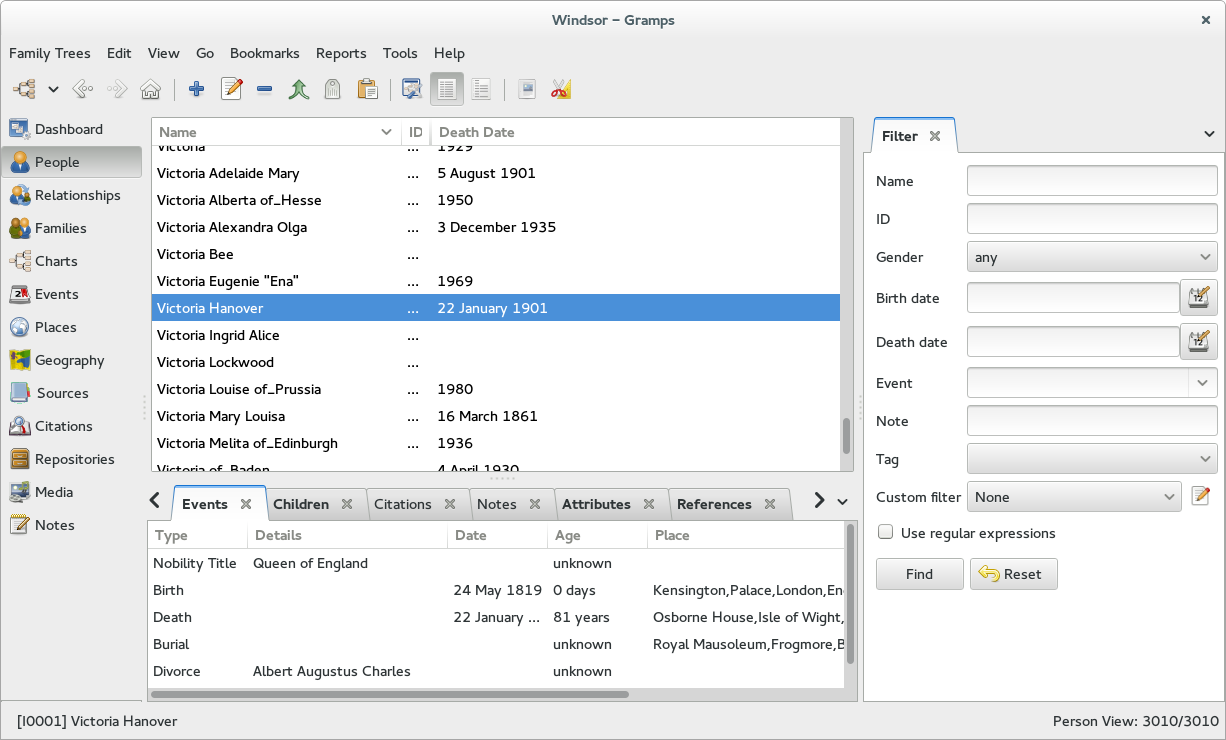 Windsor – Gramps
Family Trees Edit View Go Bookmarks Reports Tools Help
Dashboard
People
Relationships
Families
Charts
Events
Places
Geography
Sources
Citations
Repositories
Media
Notes
Name ID Death Date
Victoria ... 1929
Victoria Adelaide Mary ... 5 August 1901
Victoria Alberta of_Hesse ... 1950
Victoria Alexandra Olga ... 3 December 1935
Victoria Bee ...
Victoria Eugenie "Ena" ... 1969
Victoria Hanover ... 22 January 1901
Victoria Ingrid Alice ...
Victoria Lockwood ...
Victoria Louise of_Prussia ... 1980
Victoria Mary Louisa ... 16 March 1861
Victoria Melita of_Edinburgh ... 1936
Victoria of_Baden ... 4 April 1930
Events Children Citations Notes Attributes References
Type Details Date Age Place
Nobility Title Queen of England unknown
Birth 24 May 1819 0 days Kensington,Palace,London,En
Death 22 January ... 81 years Osborne House,Isle of Wight,
Burial unknown Royal Mausoleum,Frogmore,B
Divorce Albert Augustus Charles unknown
Filter
Name
ID
Gender any
Birth date
Death date
Event
Note
Tag
Custom filter None
Use regular expressions
Find Reset
[I0001] Victoria Hanover
Person View: 3010/3010